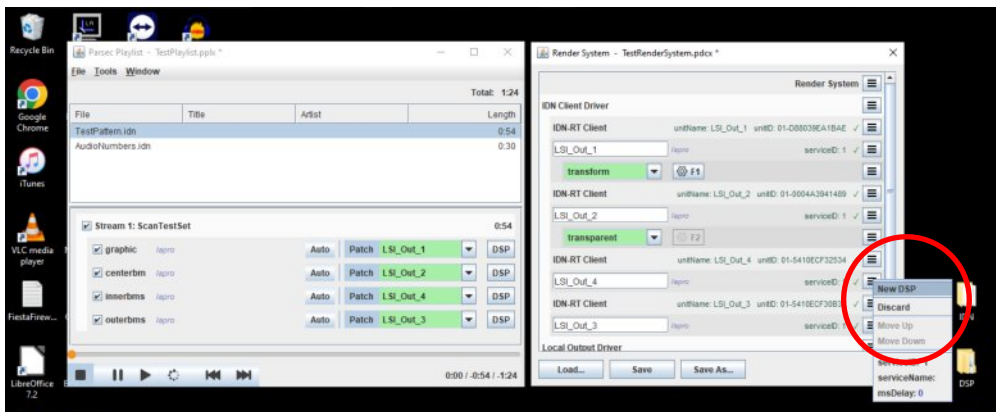 Recycle Bin
Google
Chrome
iTunes
VLC media
player
FiestaFirew...
LibreOffice
7.2
Parsec Playlist - TestPlaylist.pplx *
File Tools Window
Total: 1:24
File Title Artist Length
TestPattern.idn 0:54
AudioNumbers.idn 0:30
Stream 1: ScanTestSet 0:54
graphic /apro Auto Patch LSI_Out_1 DSP
centerbm /apro Auto Patch LSI_Out_2 DSP
innerbms /apro Auto Patch LSI_Out_4 DSP
outerbms /apro Auto Patch LSI_Out_3 DSP
0:00 / -0:54 / -1:24
Render System - TestRenderSystem.pdcx *
Render System
IDN Client Driver
IDN-RT Client unitName: LSI_Out_1 unitID: 01-D88039EA1BAE
LSI_Out_1 /apro serviceID: 1
transform F1
IDN-RT Client unitName: LSI_Out_2 unitID: 01-0004A3941489
LSI_Out_2 /apro serviceID: 1
transparent F2
IDN-RT Client unitName: LSI_Out_4 unitID: 01-5410ECF32534
LSI_Out_4 /apro serviceID:
IDN-RT Client unitName: LSI_Out_3
LSI_Out_3 /apro serviceID: 1
Local Output Driver
Load... Save Save As...
New DSP
Discard
Move Up
Move Down
serviceName:
msDelay: 0
IDN
DSP